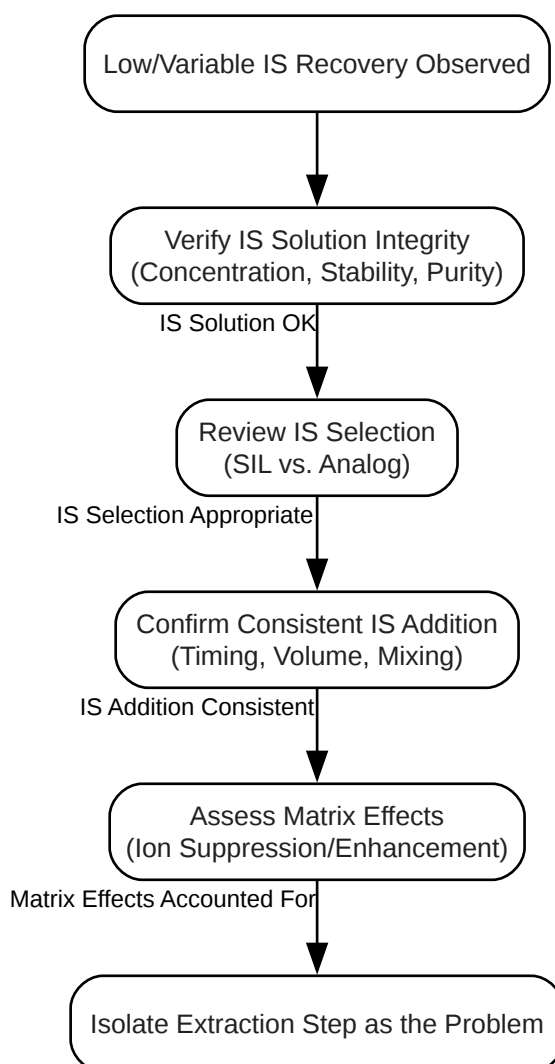 Low/Variable IS Recovery Observed
Verify IS Solution Integrity
(Concentration, Stability, Purity)
IS Solution OK
Review IS Selection
(SIL vs. Analog)
IS Selection Appropriate
Confirm Consistent IS Addition
(Timing, Volume, Mixing)
IS Addition Consistent
Assess Matrix Effects
(Ion Suppression/Enhancement)
Matrix Effects Accounted For
Isolate Extraction Step as the Problem